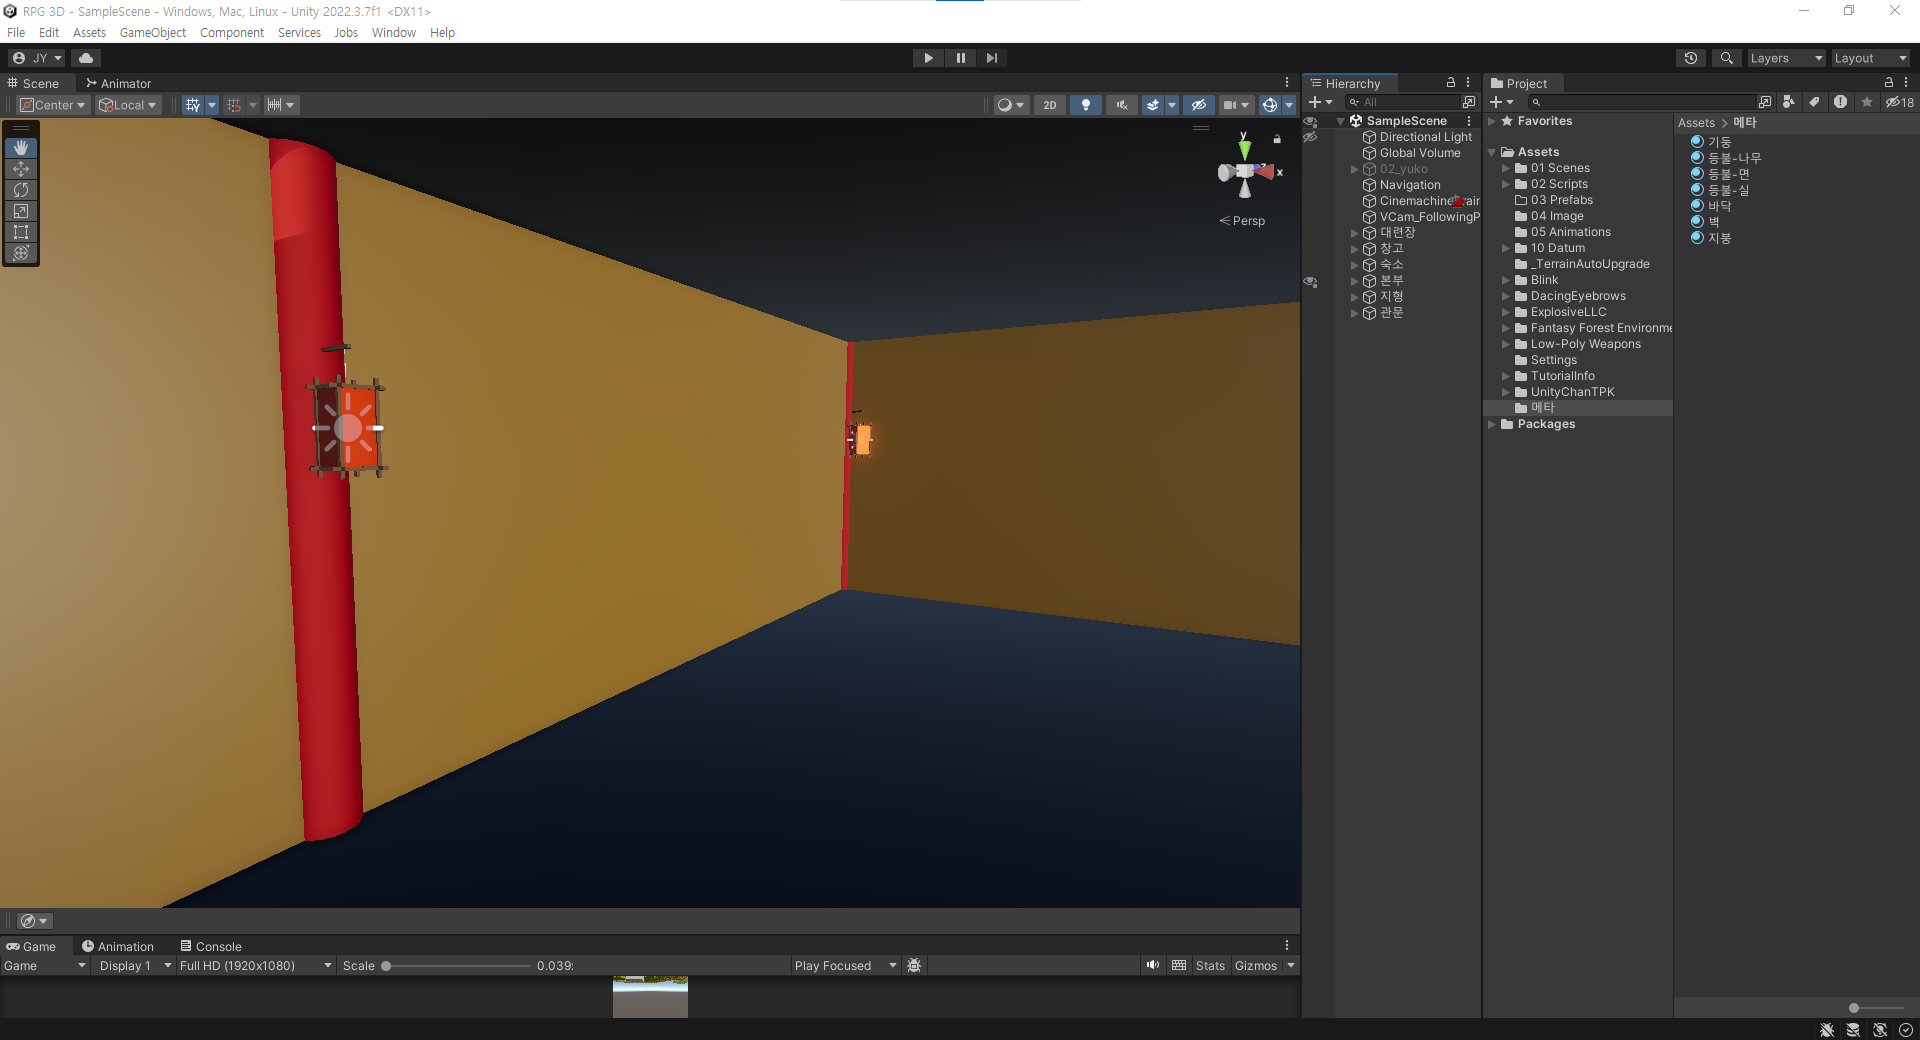 RPG 3D - SampleScene - Windows, Mac, Linux - Unity 2022.3.7f1 <DX11>
File Edit Assets GameObject Component Services Jobs Window Help
JY Layers Layout
Scene Animator
Center Local 2D
y
x
Persp
Hierarchy
All
SampleScene
Directional Light
Global Volume
02_yuko
Navigation
Cinemachine
VCam_FollowingP
대련장
창고
숙소
본부
지형
관문
Project
18
Favorites
Assets
01 Scenes
02 Scripts
03 Prefabs
04 Image
05 Animations
10 Datum
_TerrainAutoUpgrade
Blink
DacingEyebrows
ExplosiveLLC
Fantasy Forest Environme
Low-Poly Weapons
Settings
TutorialInfo
UnityChanTPK
메타
Packages
Assets > 메타
기둥
등불-나무
등불-면
등불-실
바닥
벽
지붕
Game Animation Console
Game Display 1 Full HD (1920x1080) Scale 0.039: Play Focused Stats Gizmos